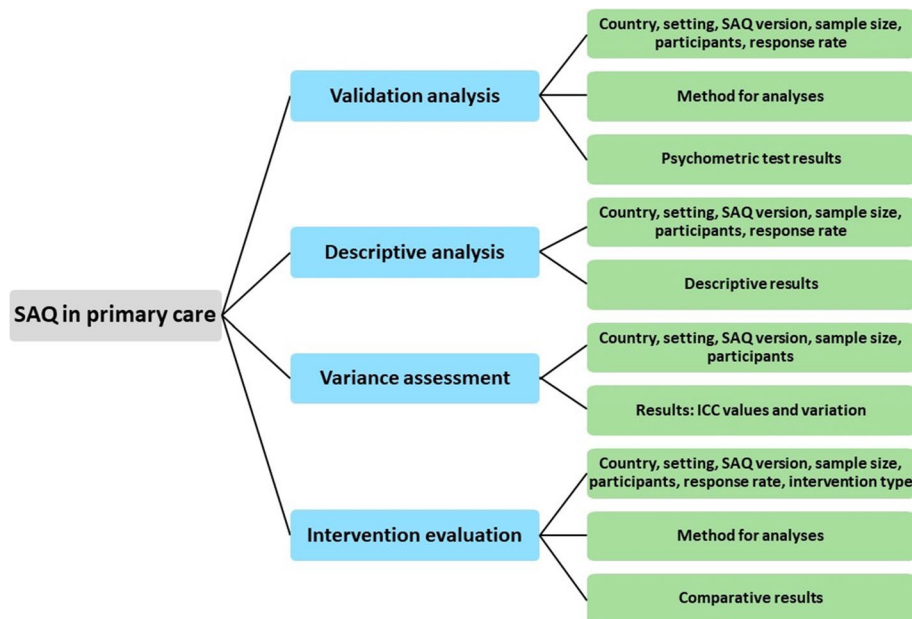 SAQ in primary care
Validation analysis
Country, setting, SAQ version, sample size,
participants, response rate
Method for analyses
Psychometric test results
Descriptive analysis
Country, setting, SAQ version, sample size,
participants, response rate
Descriptive results
Variance assessment
Country, setting, SAQ version, sample size,
participants
Results: ICC values and variation
Intervention evaluation
Country, setting, SAQ version, sample size,
participants, response rate, intervention type
Method for analyses
Comparative results